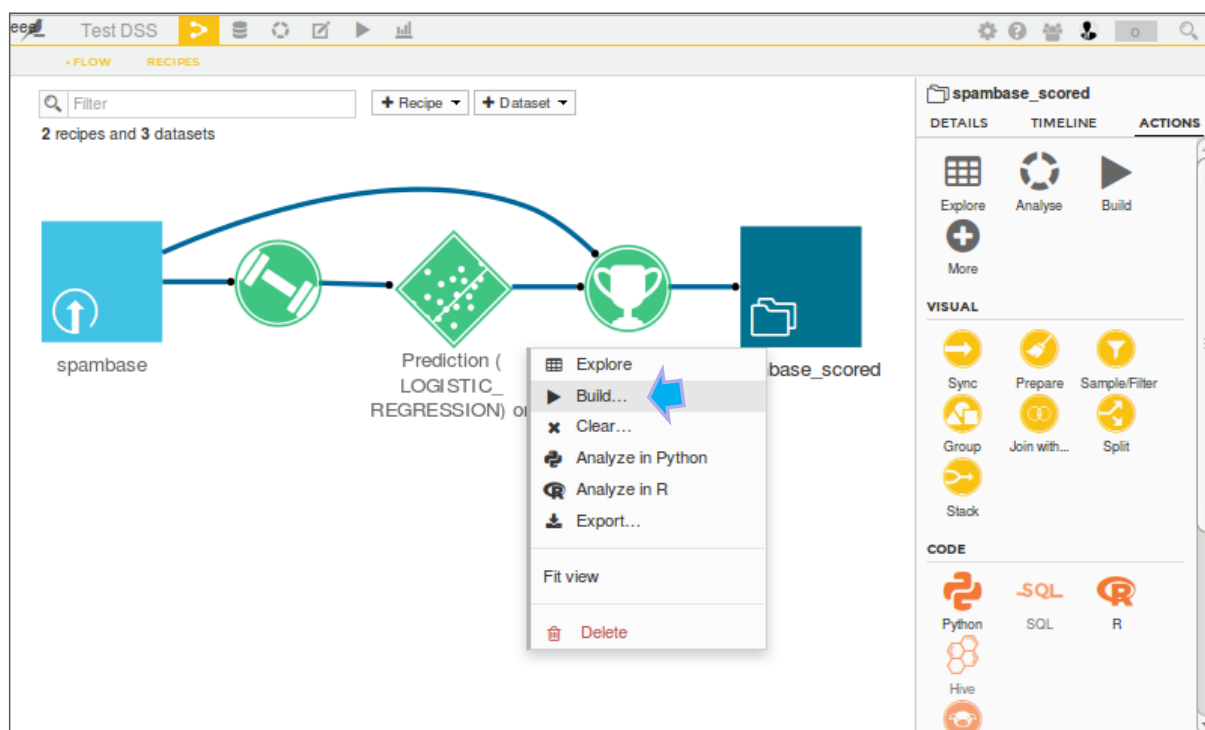 Test DSS
FLOW RECIPES
Filter
+ Recipe + Dataset
2 recipes and 3 datasets
spambase
Prediction (
LOGISTIC_
REGRESSION) or
base_scored
Explore
Build...
Clear...
Analyze in Python
Analyze in R
Export...
Fit view
Delete
spambase_scored
DETAILS TIMELINE ACTIONS
Explore Analyse Build
More
VISUAL
Sync Prepare Sample/Filter
Group Join with... Split
Stack
CODE
SQL
Python SQL R
Hive